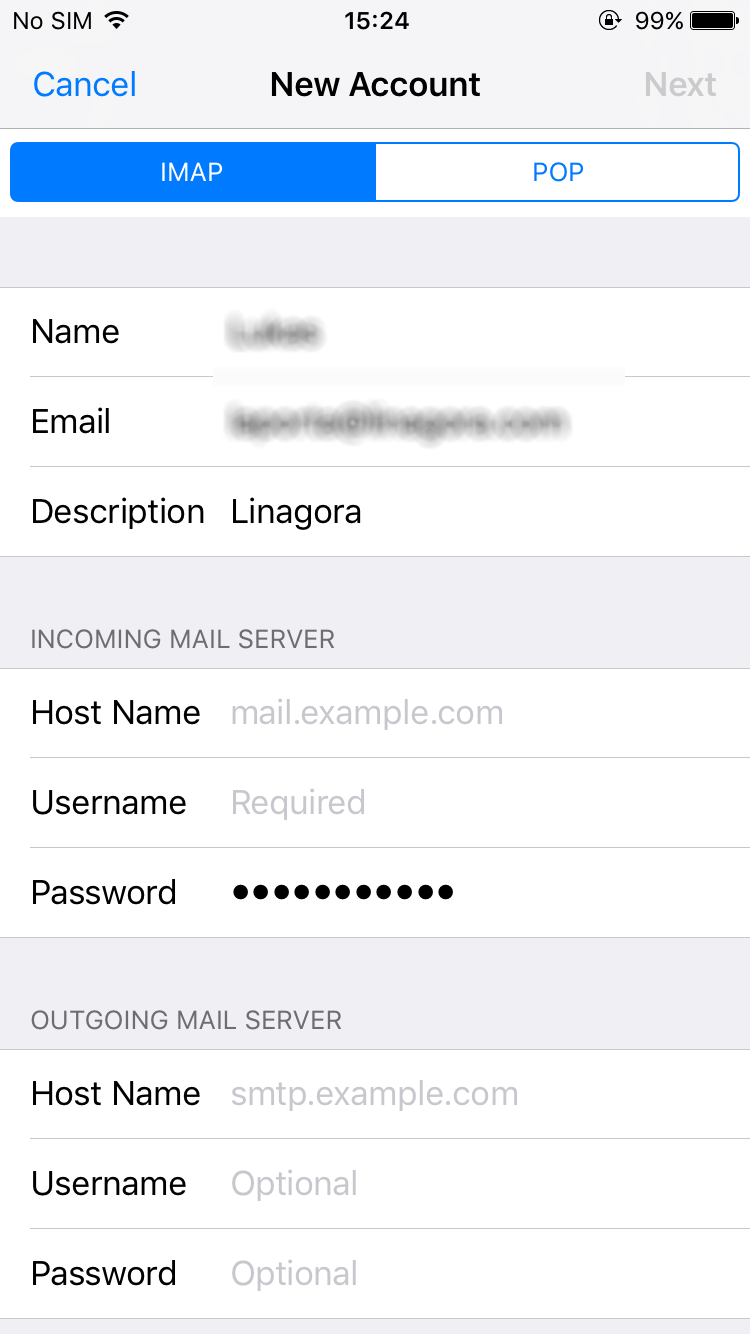 No SIM 15:24 99%
Cancel New Account Next
IMAP POP
Name
Email
Description Linagora
INCOMING MAIL SERVER
Host Name mail.example.com
Username Required
Password ●●●●●●●●●●●
OUTGOING MAIL SERVER
Host Name smtp.example.com
Username Optional
Password Optional